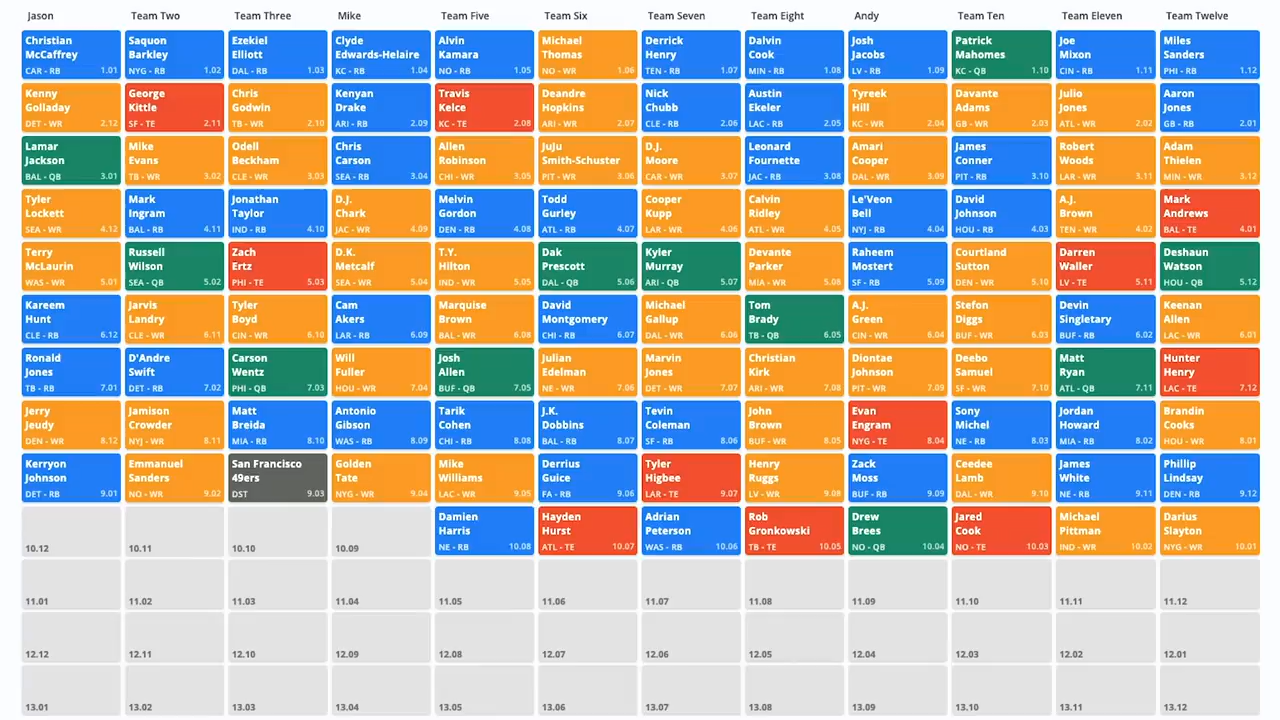 Jason Team Two Team Three Mike Team Five Team Six Team Seven Team Eight Andy Team Ten Team Eleven Team Twelve
Christian Saquon Ezekiel Clyde Alvin Michael Derrick Dalvin Josh Patrick Joe Miles
McCaffrey Barkley Elliott Edwards-Helaire Kamara Thomas Henry Cook Jacobs Mahomes Mixon Sanders
CAR - RB 1.01 NYG - RB 1.02 DAL - RB 1.03 KC - RB 1.04 NO - RB 1.05 NO - WR 1.06 TEN - RB 1.07 MIN - RB 1.08 LV - RB 1.09 KC - QB 1.10 CIN - RB 1.11 PHI - RB 1.12
Kenny George Chris Kenyan Travis Deandre Nick Austin Tyreek Davante Julio Aaron
Golladay Kittle Godwin Drake Kelce Hopkins Chubb Ekeler Hill Adams Jones Jones
DET - WR 2.12 SF - TE 2.11 TB - WR 2.10 ARI - RB 2.09 KC - TE 2.08 ARI - WR 2.07 CLE - RB 2.06 LAC - RB 2.05 KC - WR 2.04 GB - WR 2.03 ATL - WR 2.02 GB - RB 2.01
Lamar Mike Odell Chris Allen JuJu D.J. Leonard Amari James Robert Adam
Jackson Evans Beckham Carson Robinson Smith-Schuster Moore Fournette Cooper Conner Woods Thielen
BAL - QB 3.01 TB - WR 3.02 CLE - WR 3.03 SEA - RB 3.04 CHI - WR 3.05 PIT - WR 3.06 CAR - WR 3.07 JAC - RB 3.08 DAL - WR 3.09 PIT - RB 3.10 LAR - WR 3.11 MIN - WR 3.12
Tyler Mark Jonathan D.J. Melvin Todd Cooper Calvin Le'Veon David A.J. Mark
Lockett Ingram Taylor Chark Gordon Gurley Kupp Ridley Bell Johnson Brown Andrews
SEA - WR 4.12 BAL - RB 4.11 IND - RB 4.10 JAC - WR 4.09 DEN - RB 4.08 ATL - RB 4.07 LAR - WR 4.06 ATL - WR 4.05 NYJ - RB 4.04 HOU - RB 4.03 TEN - WR 4.02 BAL - TE 4.01
Terry Russell Zach D.K. T.Y. Dak Kyler Devante Raheem Courtland Darren Deshaun
McLaurin Wilson Ertz Metcalf Hilton Prescott Murray Parker Mostert Sutton Waller Watson
WAS - WR 5.01 SEA - QB 5.02 PHI - TE 5.03 SEA - WR 5.04 IND - WR 5.05 DAL - QB 5.06 ARI - QB 5.07 MIA - WR 5.08 SF - RB 5.09 DEN - WR 5.10 LV - TE 5.11 HOU - QB 5.12
Kareem Jarvis Tyler Cam Marquise David Michael Tom A.J. Stefon Devin Keenan
Hunt Landry Boyd Akers Brown Montgomery Gallup Brady Green Diggs Singletary Allen
CLE - RB 6.12 CLE - WR 6.11 CIN - WR 6.10 LAR - RB 6.09 BAL - WR 6.08 CHI - RB 6.07 DAL - WR 6.06 TB - QB 6.05 CIN - WR 6.04 BUF - WR 6.03 BUF - RB 6.02 LAC - WR 6.01
Ronald D'Andre Carson Will Josh Julian Marvin Christian Diontae Deebo Matt Hunter
Jones Swift Wentz Fuller Allen Edelman Jones Kirk Johnson Samuel Ryan Henry
TB - RB 7.01 DET - RB 7.02 PHI - QB 7.03 HOU - WR 7.04 BUF - QB 7.05 NE - WR 7.06 DET - WR 7.07 ARI - WR 7.08 PIT - WR 7.09 SF - WR 7.10 ATL - QB 7.11 LAC - TE 7.12
Jerry Jamison Matt Antonio Tarik J.K. Tevin John Evan Sony Jordan Brandin
Jeudy Crowder Breida Gibson Cohen Dobbins Coleman Brown Engram Michel Howard Cooks
DEN - WR 8.12 NYJ - WR 8.11 MIA - RB 8.10 WAS - RB 8.09 CHI - RB 8.08 BAL - RB 8.07 SF - RB 8.06 BUF - WR 8.05 NYG - TE 8.04 NE - RB 8.03 MIA - RB 8.02 HOU - WR 8.01
Kerryon Emmanuel San Francisco Golden Mike Derrius Tyler Henry Zack Ceedee James Phillip
Johnson Sanders 49ers Tate Williams Guice Higbee Ruggs Moss Lamb White Lindsay
DET - RB 9.01 NO - WR 9.02 DST 9.03 NYG - WR 9.04 LAC - WR 9.05 FA - RB 9.06 LAR - TE 9.07 LV - WR 9.08 BUF - RB 9.09 DAL - WR 9.10 NE - RB 9.11 DEN - RB 9.12
Damien Hayden Adrian Rob Drew Jared Michael Darius
Harris Hurst Peterson Gronkowski Brees Cook Pittman Slayton
10.12 10.11 10.10 10.09 NE - RB 10.08 ATL - TE 10.07 WAS - RB 10.06 TB - TE 10.05 NO - QB 10.04 NO - TE 10.03 IND - WR 10.02 NYG - WR 10.01
11.01 11.02 11.03 11.04 11.05 11.06 11.07 11.08 11.09 11.10 11.11 11.12
12.12 12.11 12.10 12.09 12.08 12.07 12.06 12.05 12.04 12.03 12.02 12.01
13.01 13.02 13.03 13.04 13.05 13.06 13.07 13.08 13.09 13.10 13.11 13.12